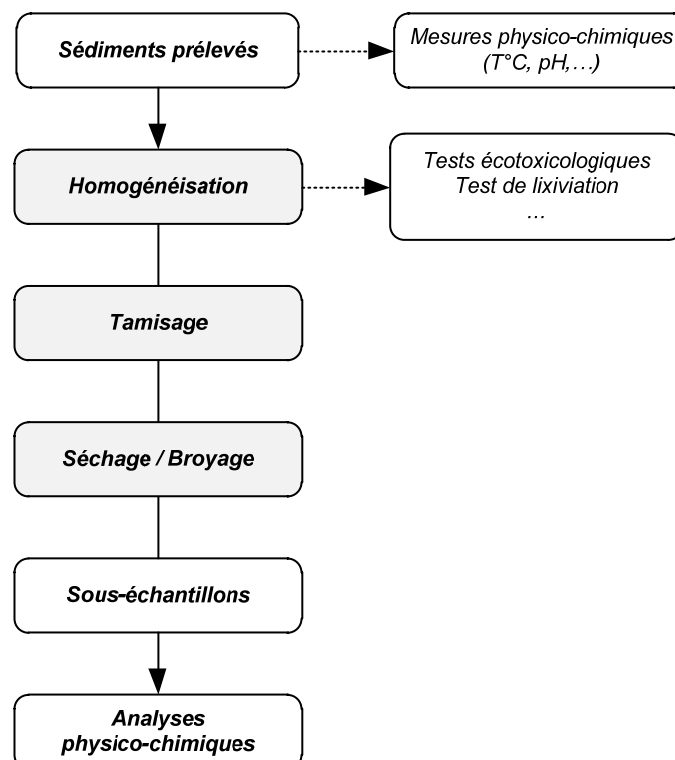 Sédiments prélevés
Mesures physico-chimiques
(T°C, pH,…)
Homogénéisation
Tests écotoxicologiques
Test de lixiviation
…
Tamisage
Séchage / Broyage
Sous-échantillons
Analyses
physico-chimiques